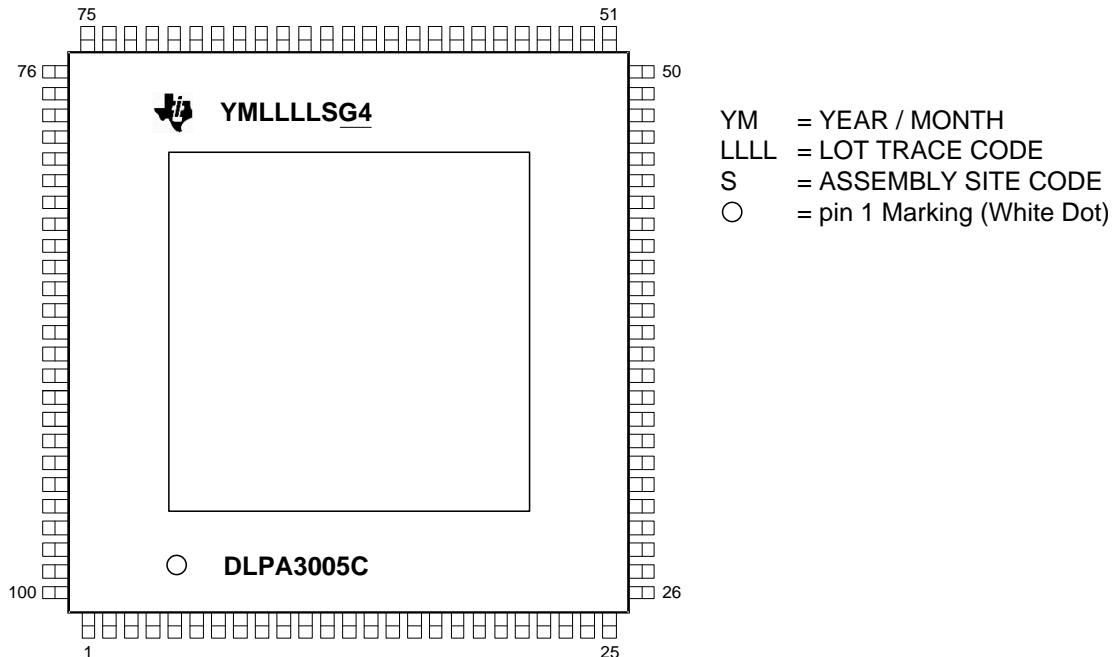 75 51
76 50
YMLLLLSG4
YM = YEAR / MONTH
LLLL = LOT TRACE CODE
S = ASSEMBLY SITE CODE
= pin 1 Marking (White Dot)
DLPA3005C
100 26
1 25